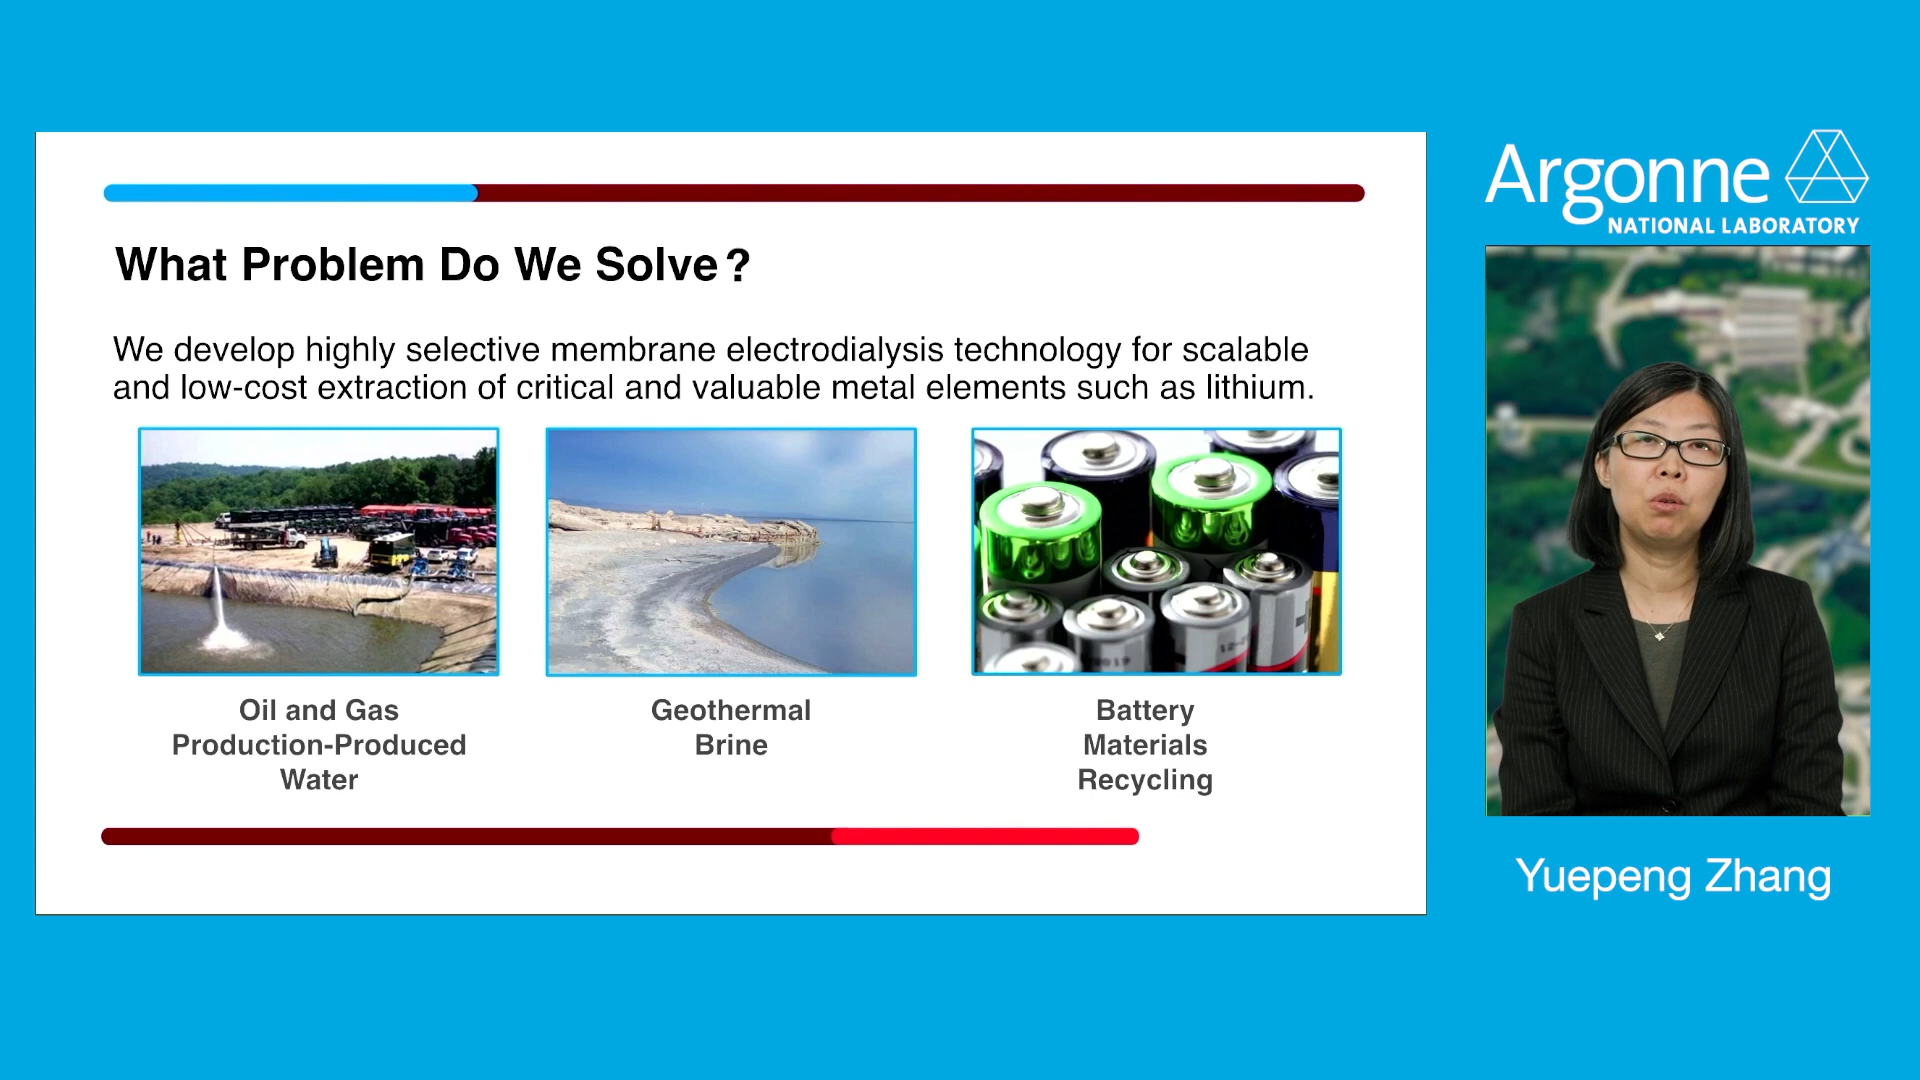 What Problem Do We Solve?
We develop highly selective membrane electrodialysis technology for scalable
and low-cost extraction of critical and valuable metal elements such as lithium.
Oil and Gas
Production-Produced
Water
Geothermal
Brine
Battery
Materials
Recycling
Argonne
NATIONAL LABORATORY
Yuepeng Zhang